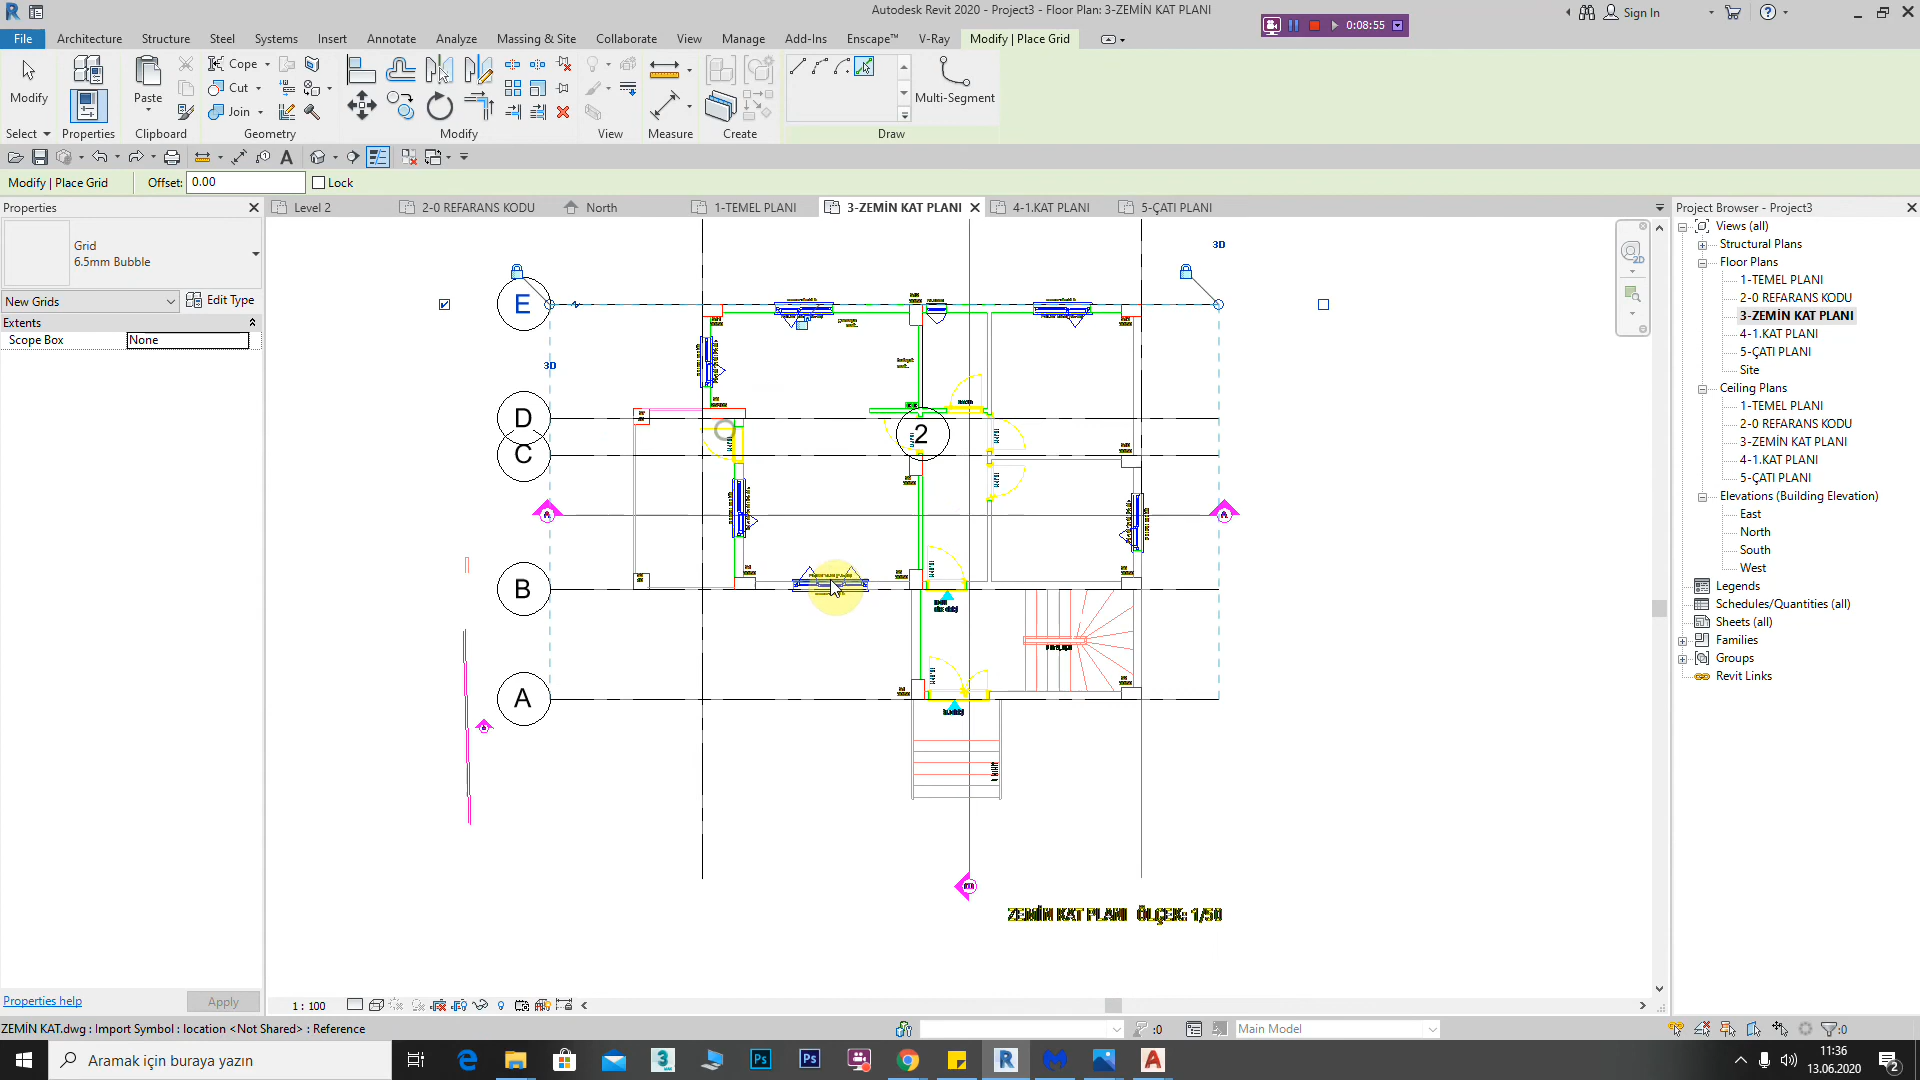 Autodesk Revit 2020 - Project3 - Floor Plan: 3-ZEMİN KAT PLANI
0:08:55
Sign In
File Architecture Structure Steel Systems Insert Annotate Analyze Massing & Site Collaborate View Manage Add-Ins Enscape™ V-Ray Modify | Place Grid
Modify
Paste
Cope
Cut
Join
Multi-Segment
Select Properties Clipboard Geometry Modify View Measure Create Draw
Modify | Place Grid Offset: 0.00 Lock
Properties
Level 2 2-0 REFARANS KODU North 1-TEMEL PLANI 3-ZEMİN KAT PLANI 4-1.KAT PLANI 5-ÇATI PLANI
Project Browser - Project3
Grid
6.5mm Bubble
New Grids Edit Type
Extents
Scope Box None
Properties help Apply
3D
E
3D
D
C
2
A
A
B
A
ZEMİN KAT PLANI ÖLÇEK: 1/50
2D
Views (all)
Structural Plans
Floor Plans
1-TEMEL PLANI
2-0 REFARANS KODU
3-ZEMİN KAT PLANI
4-1.KAT PLANI
5-ÇATI PLANI
Site
Ceiling Plans
1-TEMEL PLANI
2-0 REFARANS KODU
3-ZEMİN KAT PLANI
4-1.KAT PLANI
5-ÇATI PLANI
Elevations (Building Elevation)
East
North
South
West
Legends
Schedules/Quantities (all)
Sheets (all)
Families
Groups
Revit Links
1 : 100
ZEMİN KAT.dwg : Import Symbol : location <Not Shared> : Reference
:0
Main Model
:0
Aramak için buraya yazın
11:36
13.06.2020
2